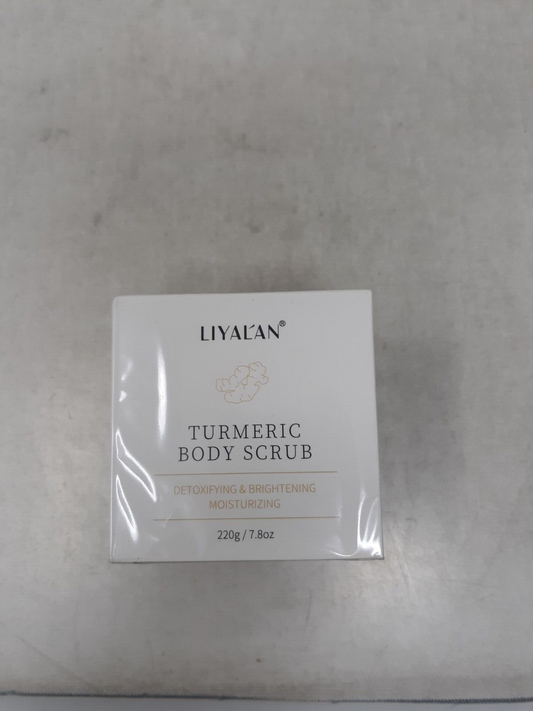 LIYALAN®
TURMERIC
BODY SCRUB
DETOXIFYING & BRIGHTENING
MOISTURIZING
220g / 7.8oz